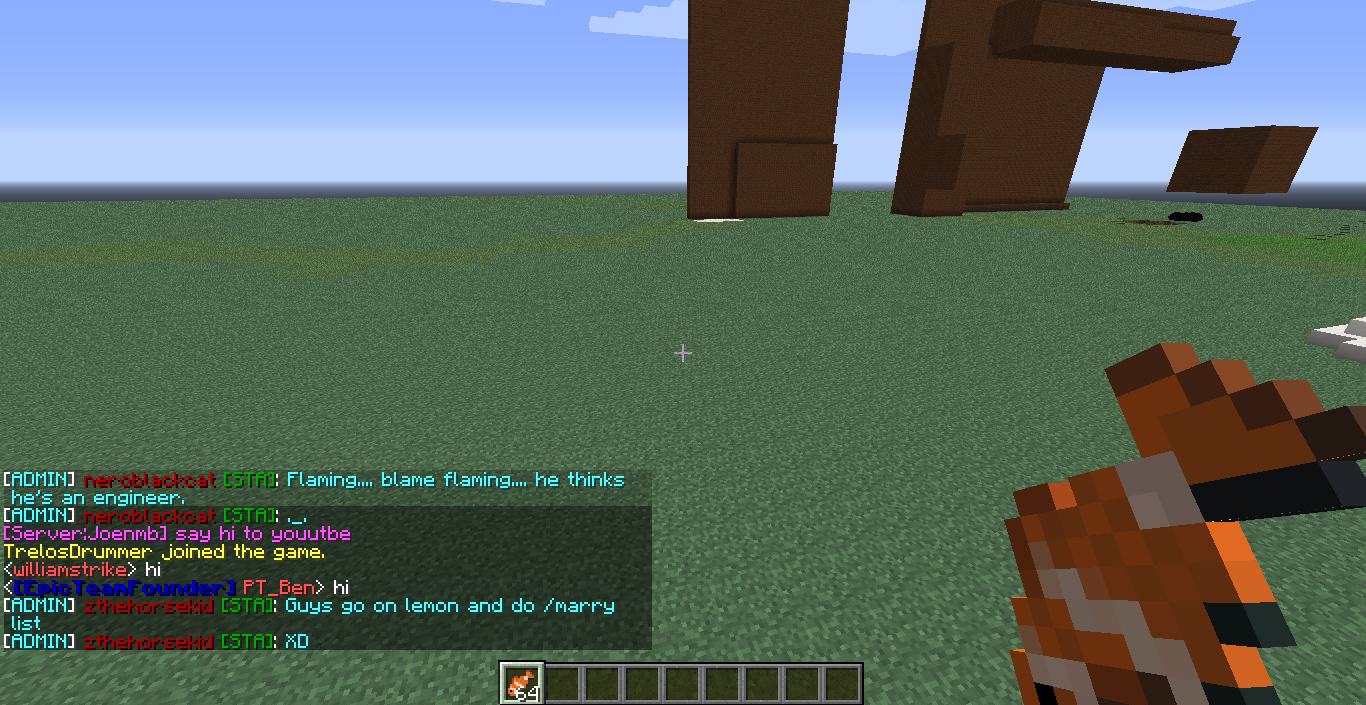 [ADMIN] neroblackcat [STA]: Flaming.... blame flaming.... he thinks
he's an engineer.
[ADMIN] neroblackcat [STA]: ._.
[Server:Joenmb] say hi to youutbe
TrelosDrummer joined the game.
<williamstrike> hi
<[EpicTeamFounder] PT_Ben> hi
[ADMIN] zthehorsekid [STA]: Guys go on lemon and do /marry
list
[ADMIN] zthehorsekid [STA]: XD
64